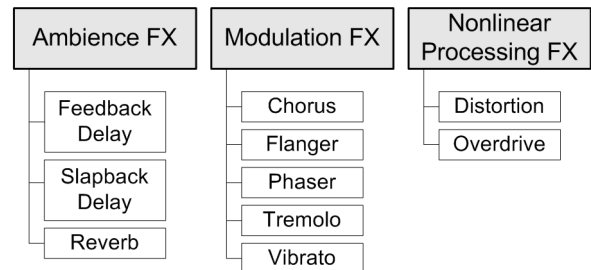 Ambience FX
Feedback
Delay
Slapback
Delay
Reverb
Modulation FX
Chorus
Flanger
Phaser
Tremolo
Vibrato
Nonlinear
Processing FX
Distortion
Overdrive